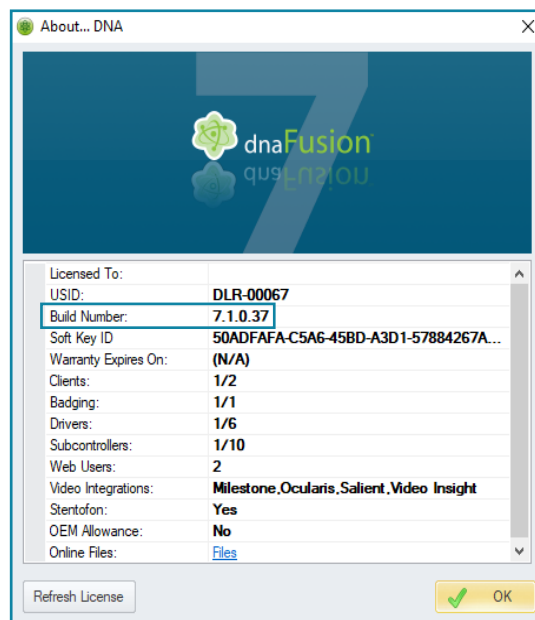 About... DNA
7
dnaFusion™
dnaFusion
Licensed To:
USID: DLR-00067
Build Number: 7.1.0.37
Soft Key ID 50ADFAFA-C5A6-45BD-A3D1-57884267A...
Warranty Expires On: (N/A)
Clients: 1/2
Badging: 1/1
Drivers: 1/6
Subcontrollers: 1/10
Web Users: 2
Video Integrations: Milestone,Ocularis,Salient,Video Insight
Stentofon: Yes
OEM Allowance: No
Online Files: Files
Refresh License
OK